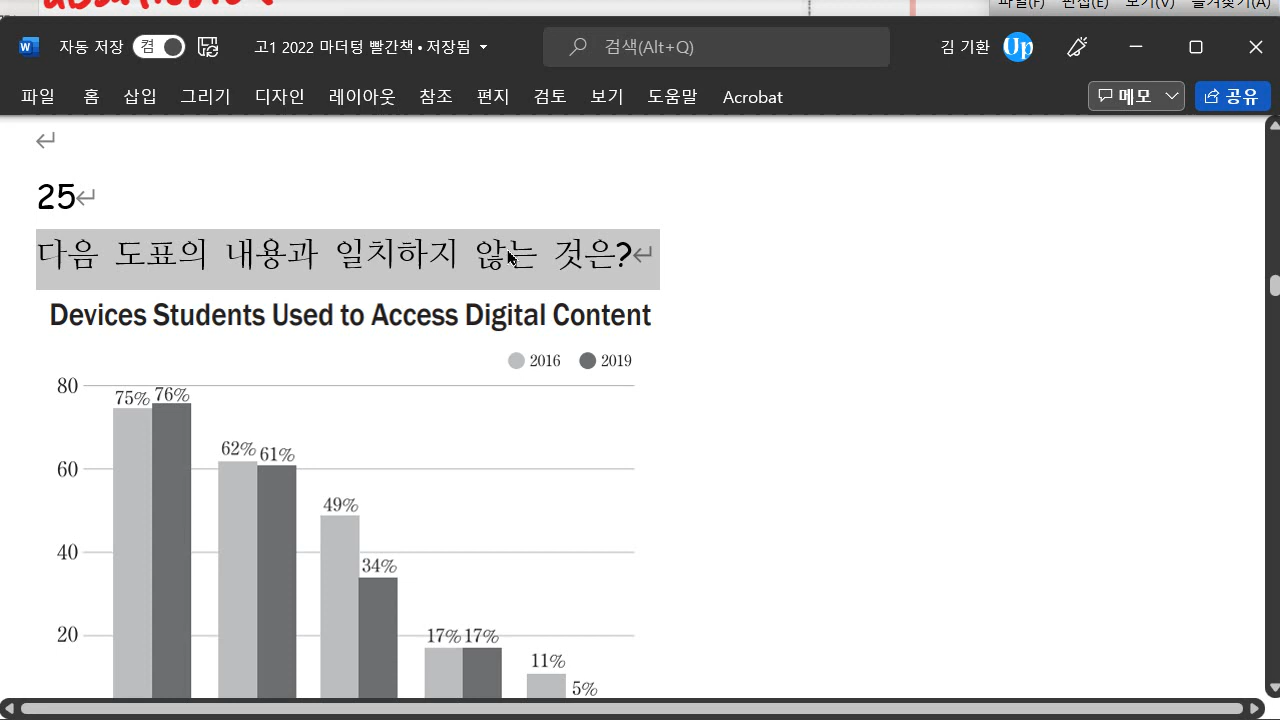 파일(F) 편집(E) 보기(V) 즐겨찾기(A)
자동 저장 켬 고1 2022 마더텅 빨간책 • 저장됨 검색(Alt+Q) 김 기환 Up
파일 홈 삽입 그리기 디자인 레이아웃 참조 편지 검토 보기 도움말 Acrobat 메모 공유
25
다음 도표의 내용과 일치하지 않는 것은?
Devices Students Used to Access Digital Content
2016 2019
80
75% 76%
62% 61%
60
49%
40
34%
20
17% 17%
11%
5%